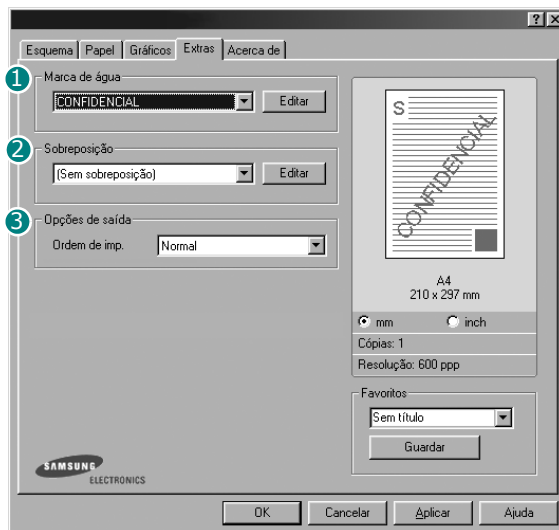 ? x
Esquema Papel Gráficos Extras Acerca de
1 Marca de água
CONFIDENCIAL Editar
2 Sobreposição
(Sem sobreposição) Editar
3 Opções de saída
Ordem de imp. Normal
S
CONFIDENCIAL
A4
210 x 297 mm
mm inch
Cópias: 1
Resolução: 600 ppp
Favoritos
Sem título
Guardar
SAMSUNG
ELECTRONICS
OK Cancelar Aplicar Ajuda